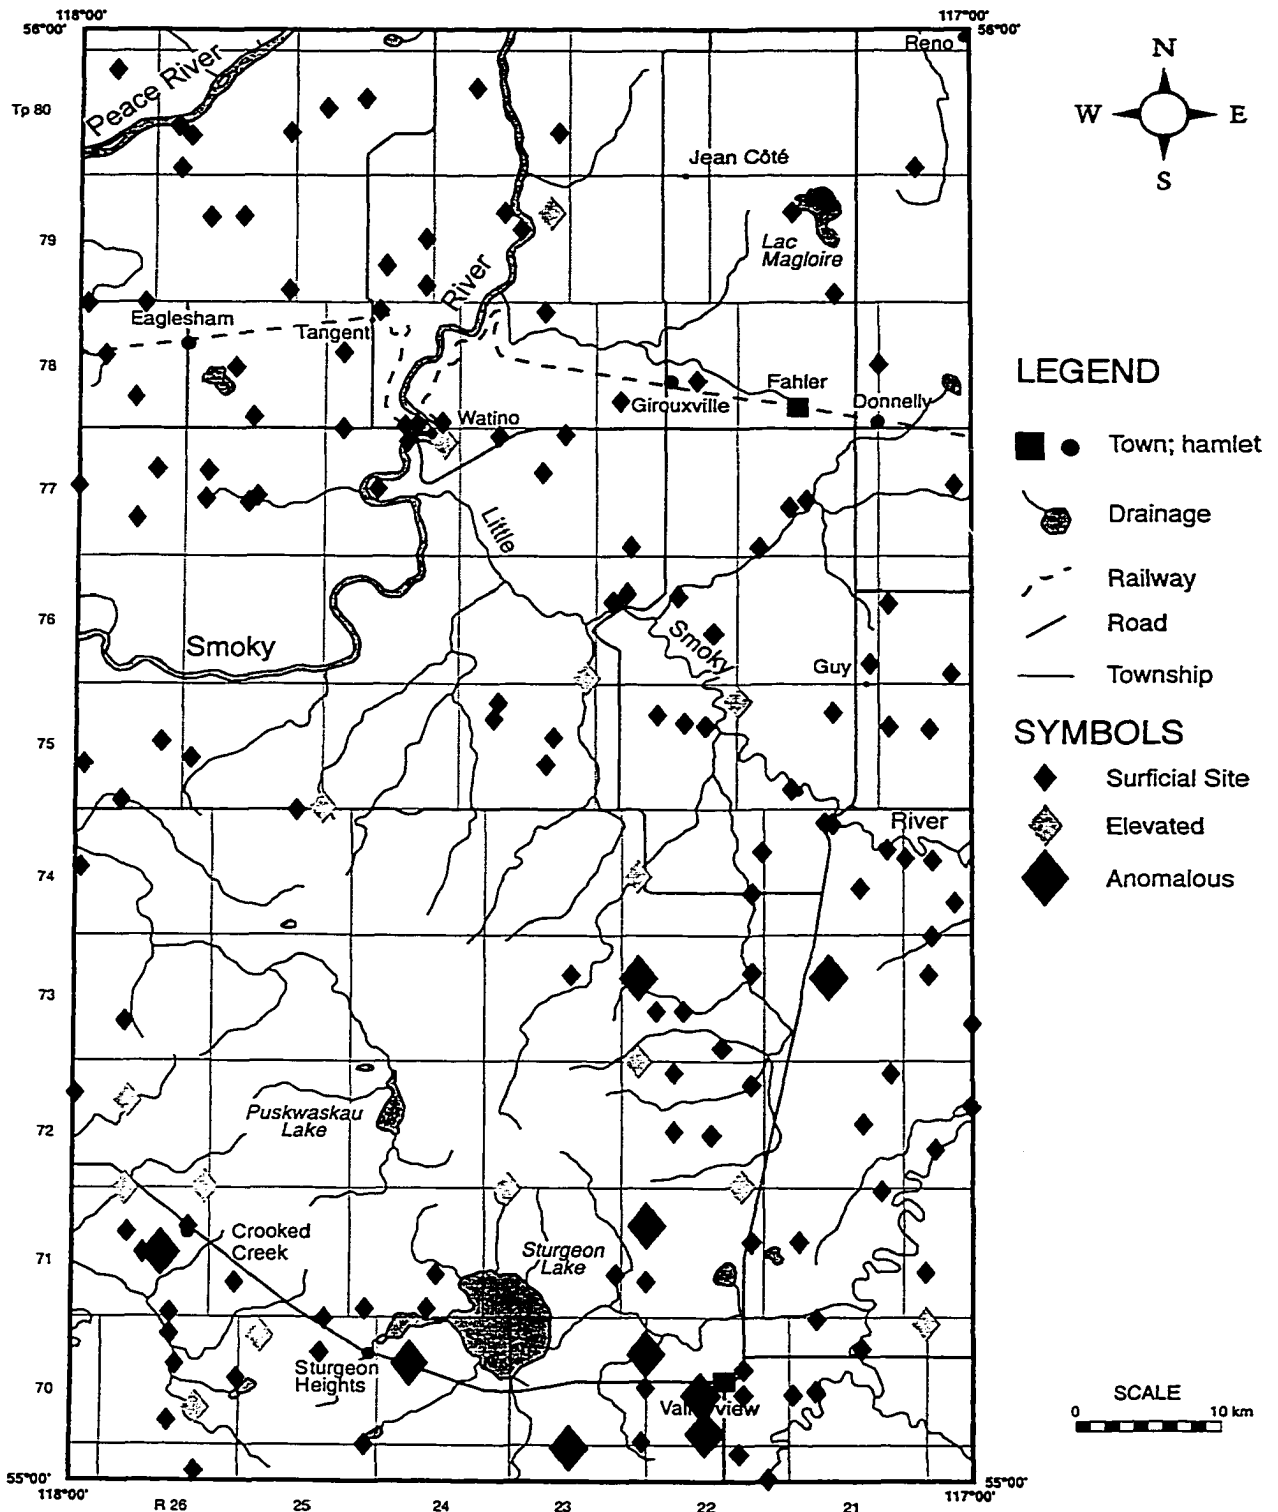 118°00'
117°00'
56°00'
56°00'
Reno
N
W
E
S
Peace River
Tp 80
Jean Côté
79
Lac
Magloire
River
Eaglesham
Tangent
78
Fahler
Girouxville
Donnelly
Watino
77
Little
76
Smoky
Smoky
Guy
75
River
74
73
Puskwaskau
Lake
72
Crooked
Creek
71
Sturgeon
Lake
Sturgeon
Heights
70
Valleyview
55°00'
118°00'
55°00'
117°00'
R 26
25
24
23
22
21
LEGEND
Town; hamlet
Drainage
Railway
Road
Township
SYMBOLS
Surficial Site
Elevated
Anomalous
SCALE
0
10 km